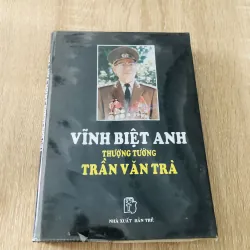 VĨNH BIỆT ANH
THƯỢNG TƯỚNG
TRẦN VĂN TRÀ
NHÀ XUẤT BẢN TRẺ